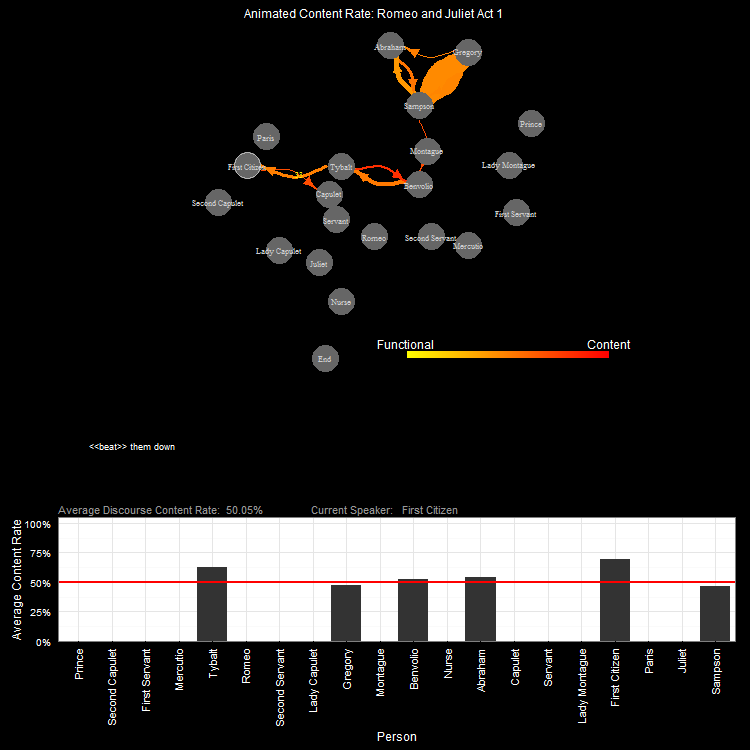 Animated Content Rate: Romeo and Juliet Act 1
Abraham
Gregory
Sampson
Prince
Paris
Montague
First Citizen
Tybalt
Lady Montague
Benvolio
33
Capulet
Second Capulet
First Servant
Servant
Romeo
Second Servant
Mercutio
Lady Capulet
Juliet
Nurse
Functional Content
End
<<beat>> them down
Average Discourse Content Rate: 50.05% Current Speaker: First Citizen
Average Content Rate
100%
75%
50%
25%
0%
Prince
Second Capulet
First Servant
Mercutio
Tybalt
Romeo
Second Servant
Lady Capulet
Gregory
Montague
Benvolio
Nurse
Abraham
Capulet
Servant
Lady Montague
First Citizen
Paris
Juliet
Sampson
Person